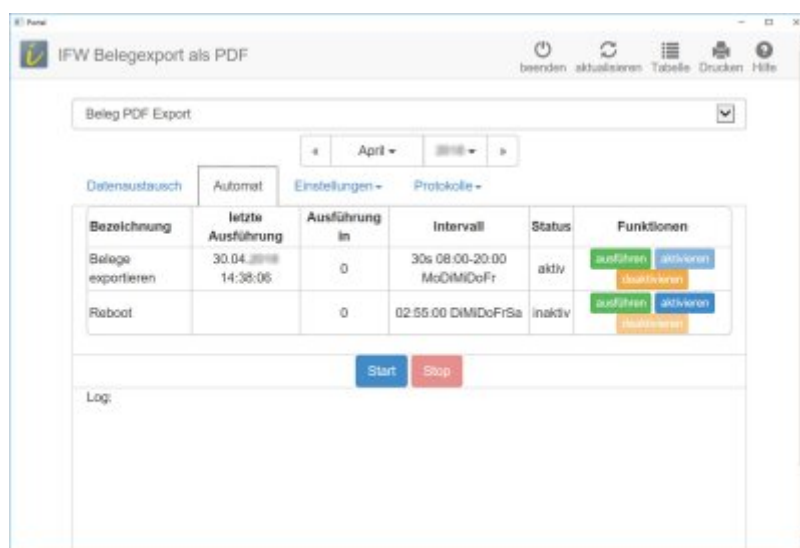 Portal
IFW Belegexport als PDF
beenden aktualisieren Tabelle Drucken Hilfe
Beleg PDF Export
« April »
Datenaustausch Automat Einstellungen Protokolle
Bezeichnung letzte Ausführung Ausführung in Intervall Status Funktionen
Belege exportieren 30.04. 14:38:06 0 30s 08:00-20:00 MoDiMiDoFr aktiv ausführen aktivieren deaktivieren
Reboot 0 02:55:00 DiMiDoFrSa inaktiv ausführen aktivieren deaktivieren
Start Stop
Log: